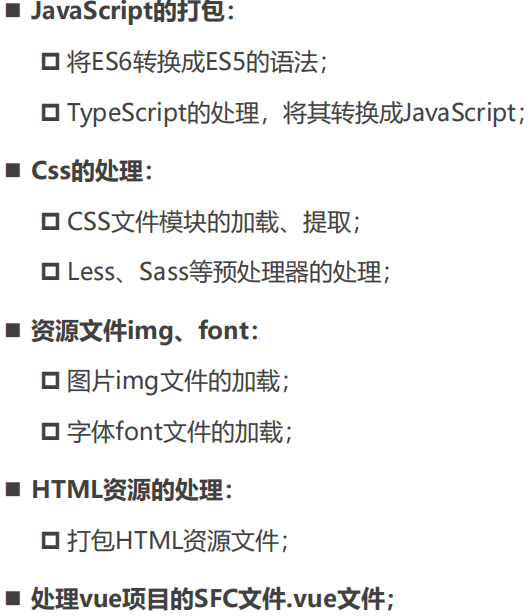 JavaScript的打包：
将ES6转换成ES5的语法；
TypeScript的处理，将其转换成JavaScript；
Css的处理：
CSS文件模块的加载、提取；
Less、Sass等预处理器的处理；
资源文件img、font：
图片img文件的加载；
字体font文件的加载；
HTML资源的处理：
打包HTML资源文件；
处理vue项目的SFC文件.vue文件；